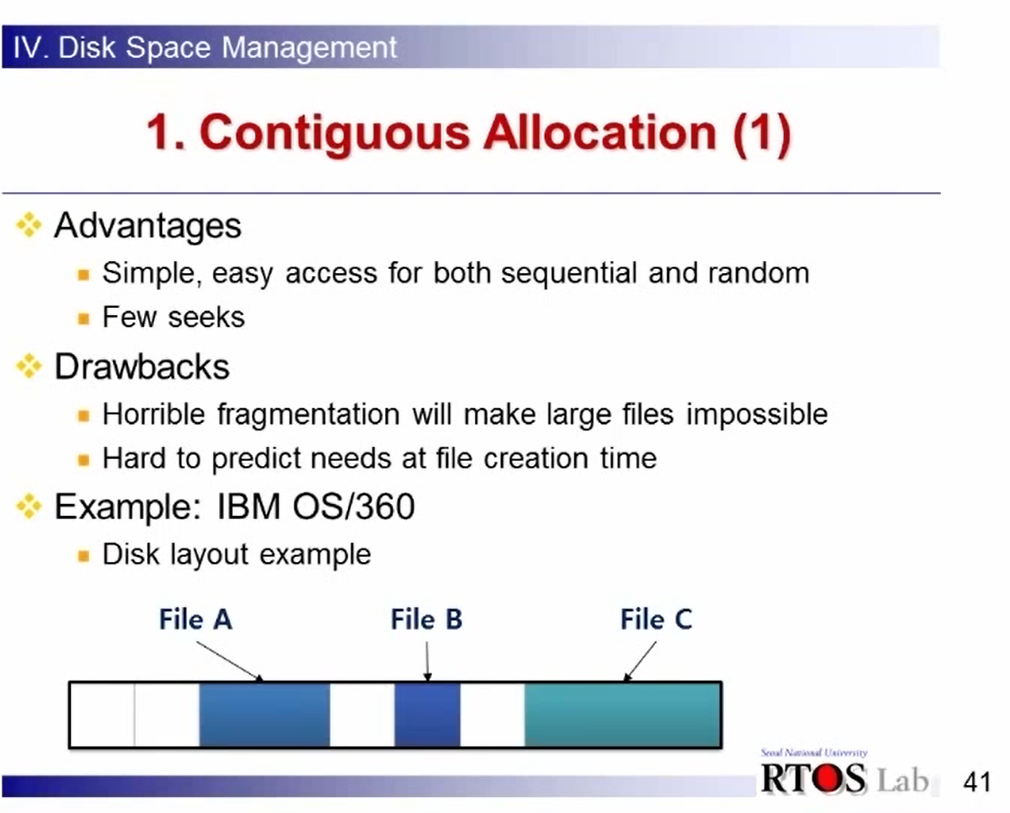 IV. Disk Space Management
1. Contiguous Allocation (1)
Advantages
Simple, easy access for both sequential and random
Few seeks
Drawbacks
Horrible fragmentation will make large files impossible
Hard to predict needs at file creation time
Example: IBM OS/360
Disk layout example
File A File B File C
Seoul National University
RTOS Lab 41